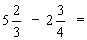 5 2/3 − 2 3/4 =